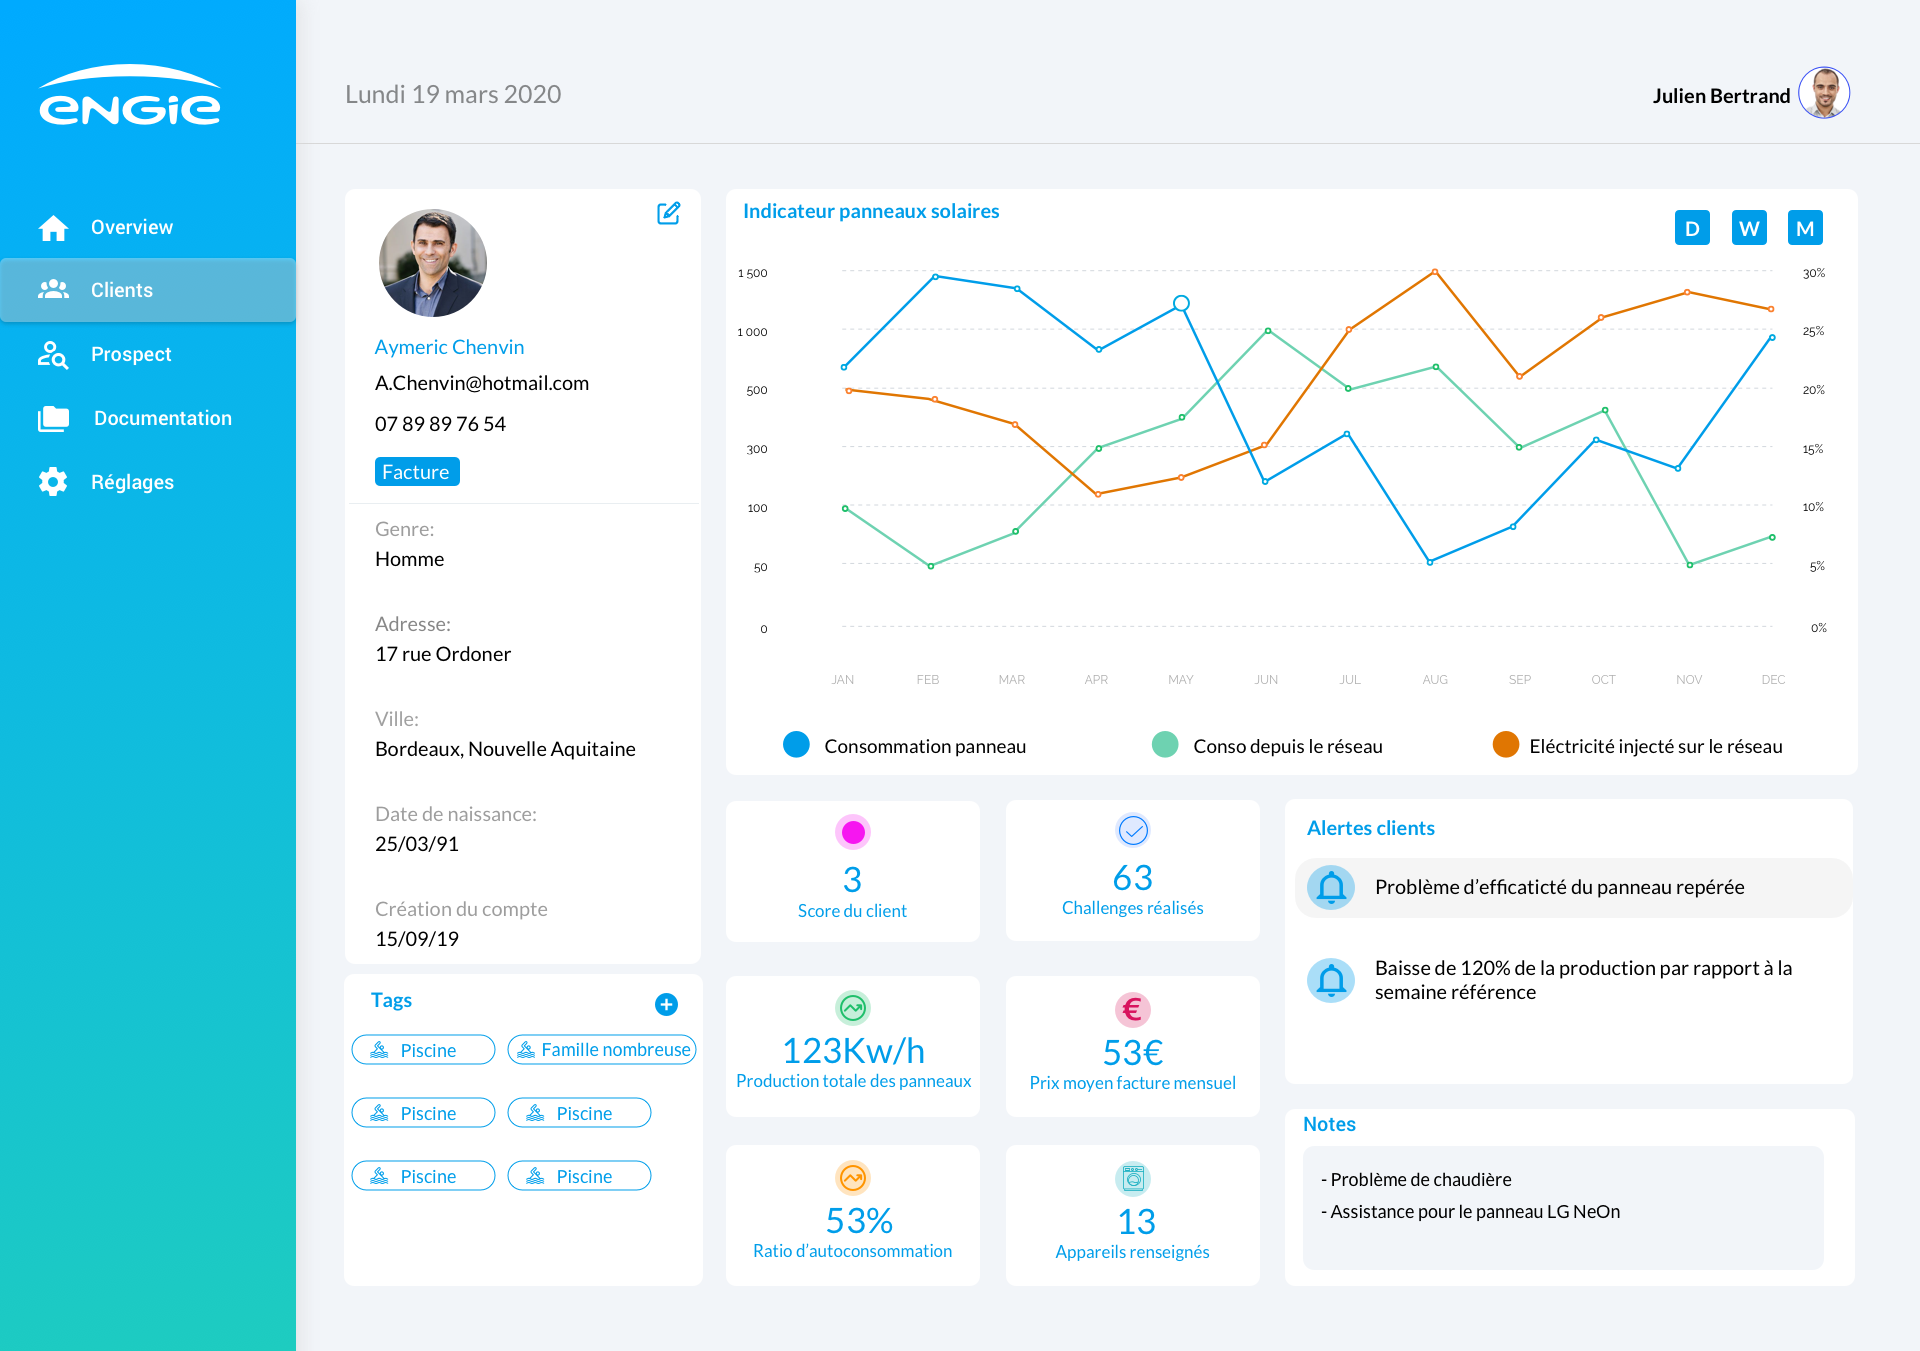 ENGIE
Overview
Clients
Prospect
Documentation
Réglages
Lundi 19 mars 2020
Julien Bertrand
Aymeric Chenvin
A.Chenvin@hotmail.com
07 89 89 76 54
Facture
Genre:
Homme
Adresse:
17 rue Ordoner
Ville:
Bordeaux, Nouvelle Aquitaine
Date de naissance:
25/03/91
Création du compte
15/09/19
Tags
Piscine
Famille nombreuse
Piscine
Piscine
Piscine
Piscine
Indicateur panneaux solaires
D W M
1 500
1 000
500
300
100
50
0
30%
25%
20%
15%
10%
5%
0%
JAN FEB MAR APR MAY JUN JUL AUG SEP OCT NOV DEC
Consommation panneau
Conso depuis le réseau
Eléctricité injecté sur le réseau
3
Score du client
63
Challenges réalisés
123Kw/h
Production totale des panneaux
€
53€
Prix moyen facture mensuel
53%
Ratio d’autoconsommation
13
Appareils renseignés
Alertes clients
Problème d’efficaticté du panneau repérée
Baisse de 120% de la production par rapport à la
semaine référence
Notes
- Problème de chaudière
- Assistance pour le panneau LG NeOn